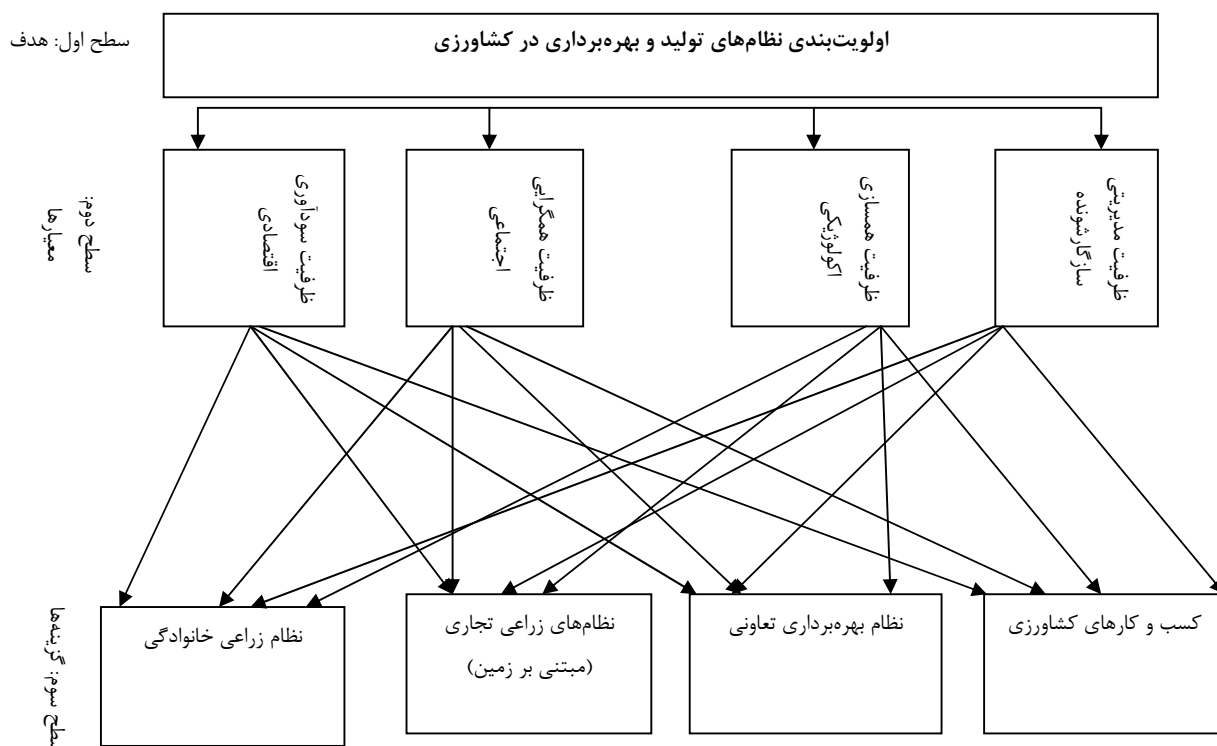 اولویت‌بندی نظام‌های تولید و بهره‌برداری در کشاورزی
سطح اول: هدف
ظرفیت مدیریتی
سازگارشونده
ظرفیت همسازی
اکولوژیکی
ظرفیت همگرایی
اجتماعی
ظرفیت سودآوری
اقتصادی
سطح دوم:
معیارها
کسب و کارهای کشاورزی
نظام بهره‌برداری تعاونی
نظام‌های زراعی تجاری
(مبتنی بر زمین)
نظام زراعی خانوادگی
سطح سوم: گزینه‌ها